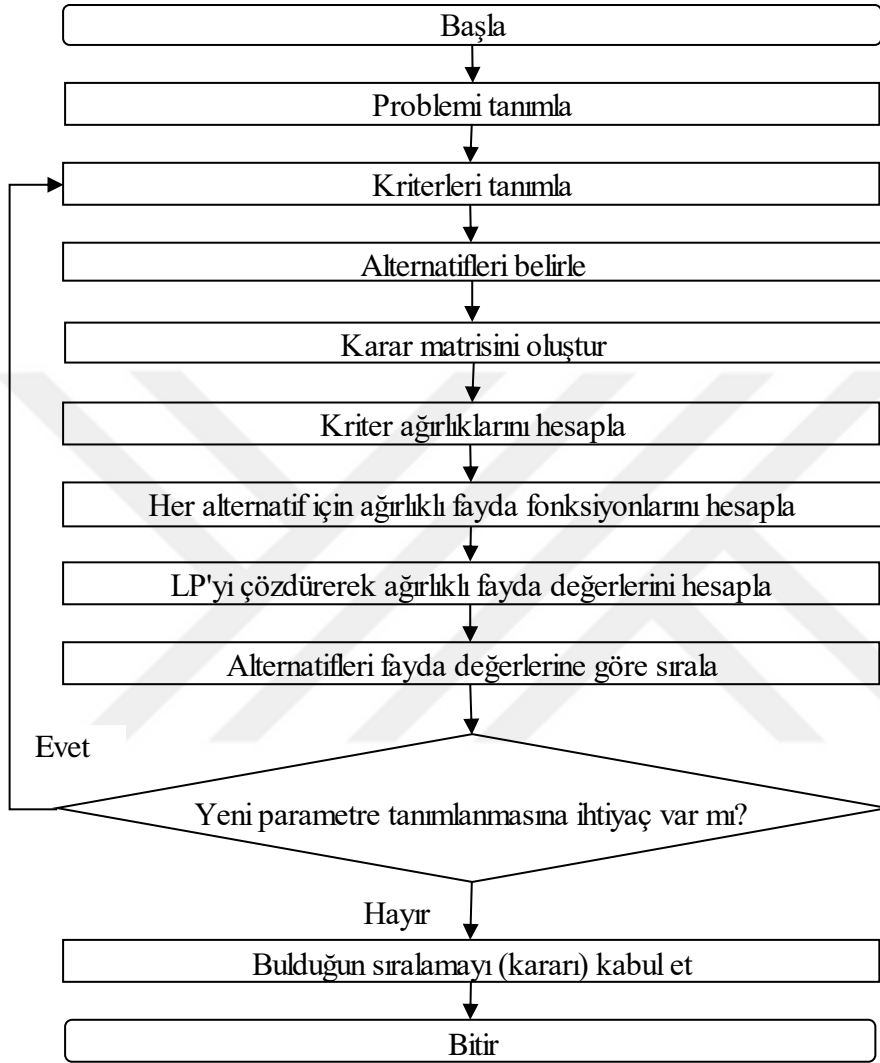 Başla
Problemi tanımla
Kriterleri tanımla
Alternatifleri belirle
Karar matrisini oluştur
Kriter ağırlıklarını hesapla
Her alternatif için ağırlıklı fayda fonksiyonlarını hesapla
LP'yi çözdürerek ağırlıklı fayda değerlerini hesapla
Alternatifleri fayda değerlerine göre sırala
Evet
Yeni parametre tanımlanmasına ihtiyaç var mı?
Hayır
Bulduğun sıralamayı (kararı) kabul et
Bitir